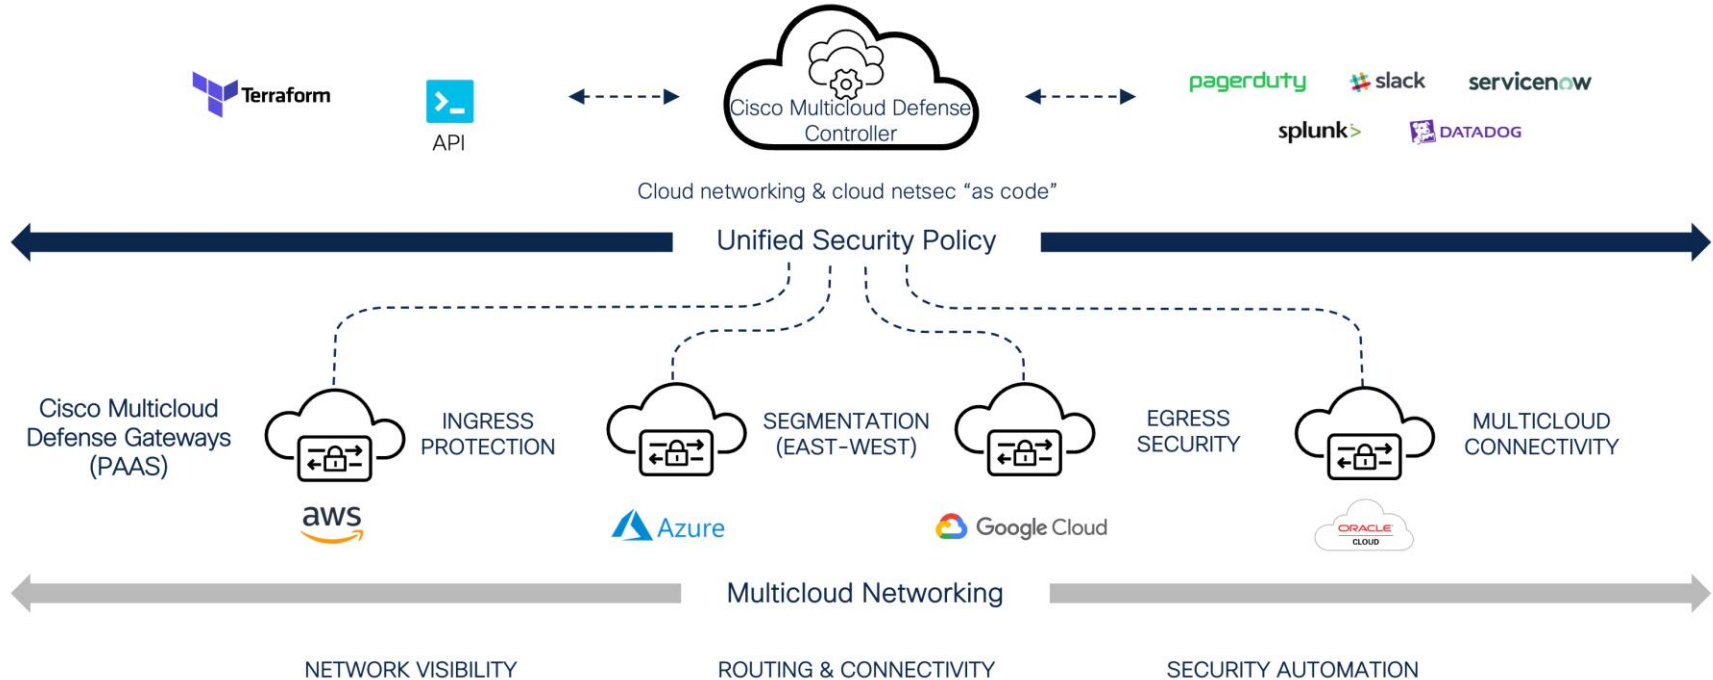 Terraform
>_
API
Cisco Multicloud Defense
Controller
pagerduty
slack
servicenow
splunk>
DATADOG
Cloud networking & cloud netsec “as code”
Unified Security Policy
Cisco Multicloud
Defense Gateways
(PAAS)
INGRESS
PROTECTION
SEGMENTATION
(EAST-WEST)
EGRESS
SECURITY
MULTICLOUD
CONNECTIVITY
aws
Azure
Google Cloud
ORACLE
CLOUD
Multicloud Networking
NETWORK VISIBILITY
ROUTING & CONNECTIVITY
SECURITY AUTOMATION